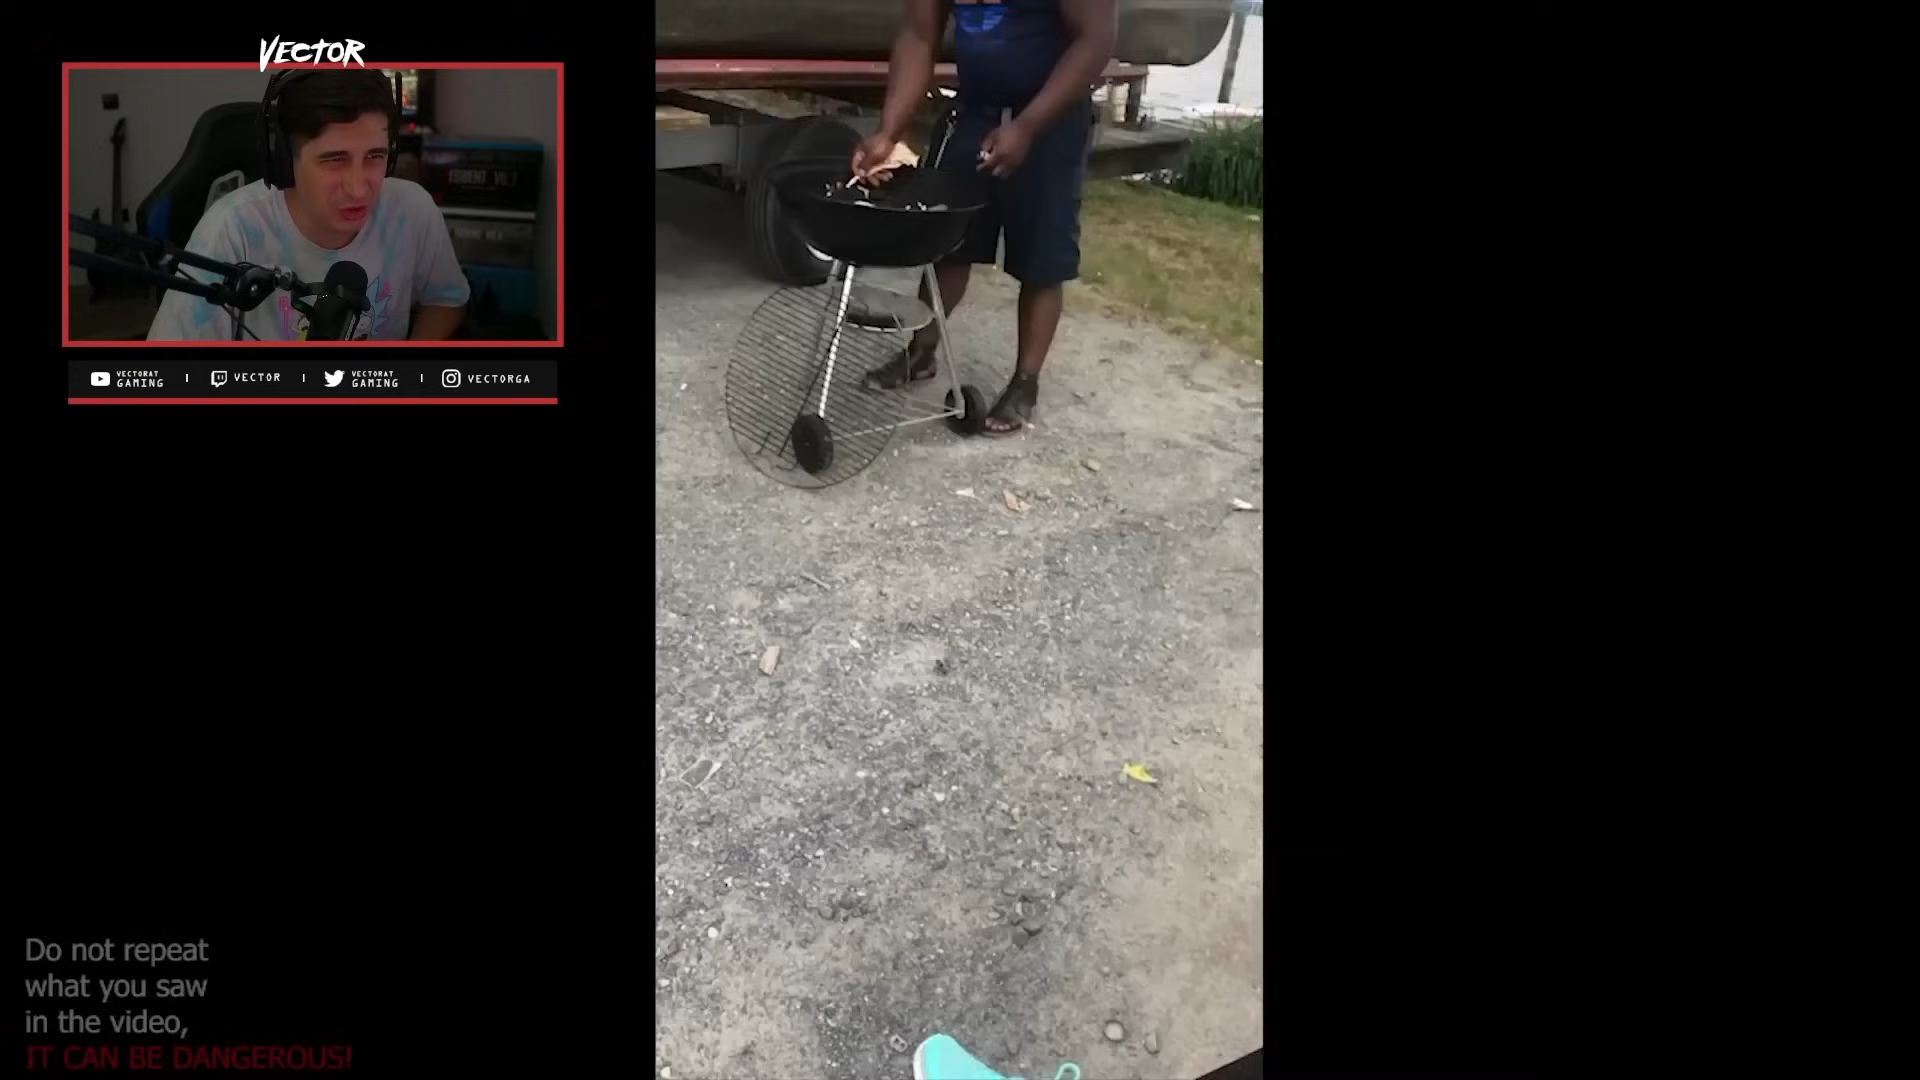 VECTOR
VECTORAT GAMING
VECTOR
VECTORAT GAMING
VECTORGA
Do not repeat
what you saw
in the video,
IT CAN BE DANGEROUS!